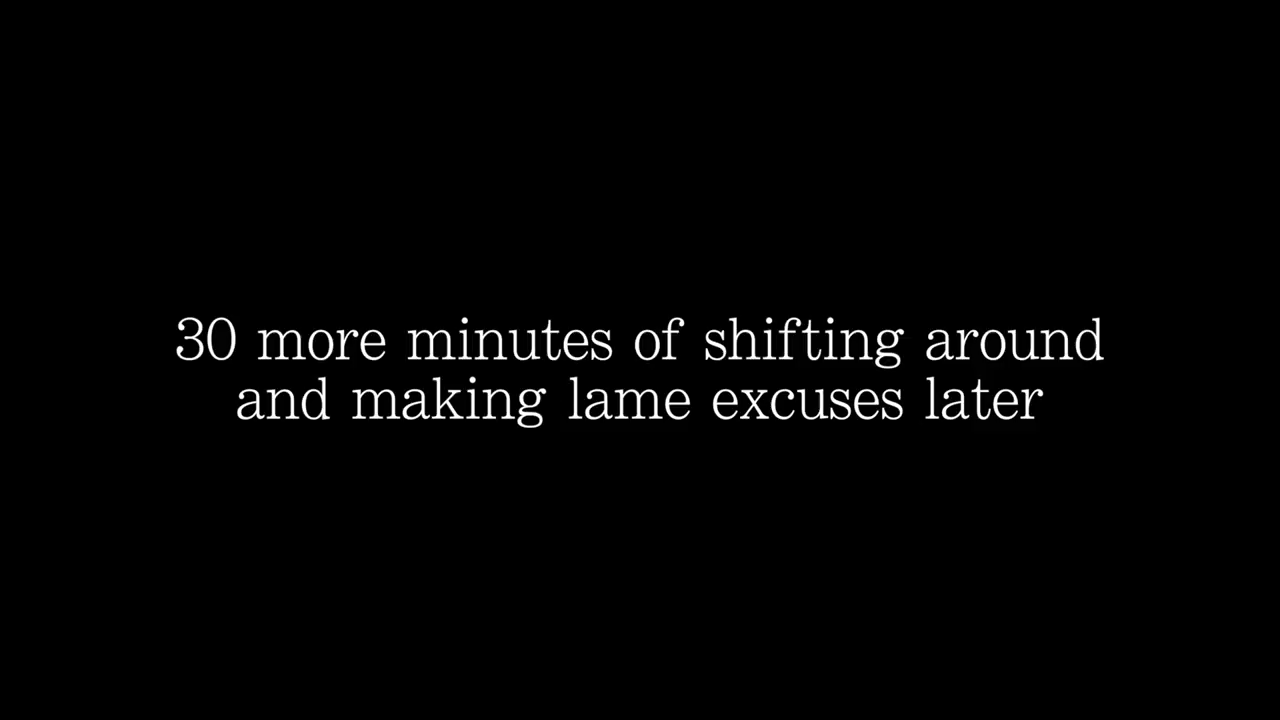 30 more minutes of shifting around
and making lame excuses later